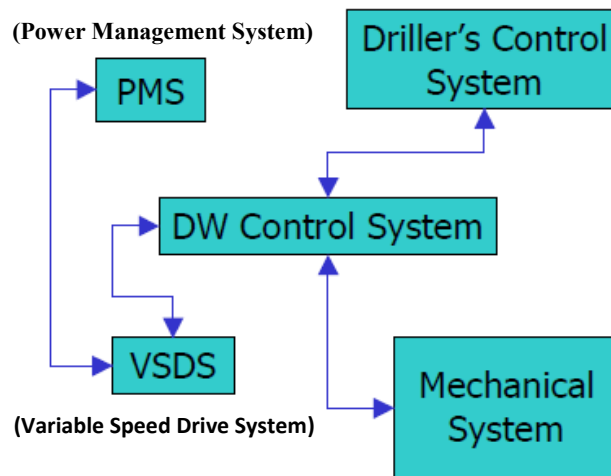 (Power Management System)
PMS
Driller's Control
System
DW Control System
VSDS
(Variable Speed Drive System)
Mechanical
System